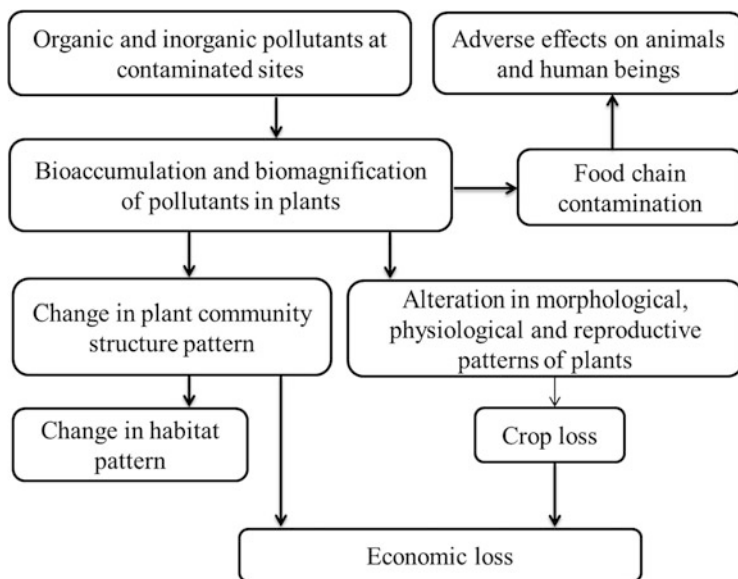 Organic and inorganic pollutants at
contaminated sites
Adverse effects on animals
and human beings
Bioaccumulation and biomagnification
of pollutants in plants
Food chain
contamination
Change in plant community
structure pattern
Alteration in morphological,
physiological and reproductive
patterns of plants
Change in habitat
pattern
Crop loss
Economic loss